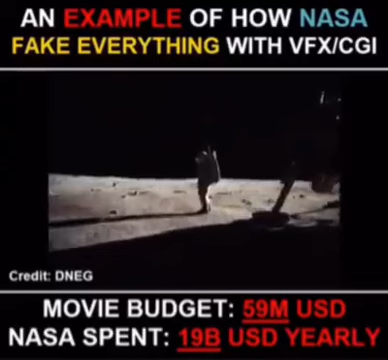 AN EXAMPLE OF HOW NASA
FAKE EVERYTHING WITH VFX/CGI
Credit: DNEG
MOVIE BUDGET: 59M USD
NASA SPENT: 19B USD YEARLY